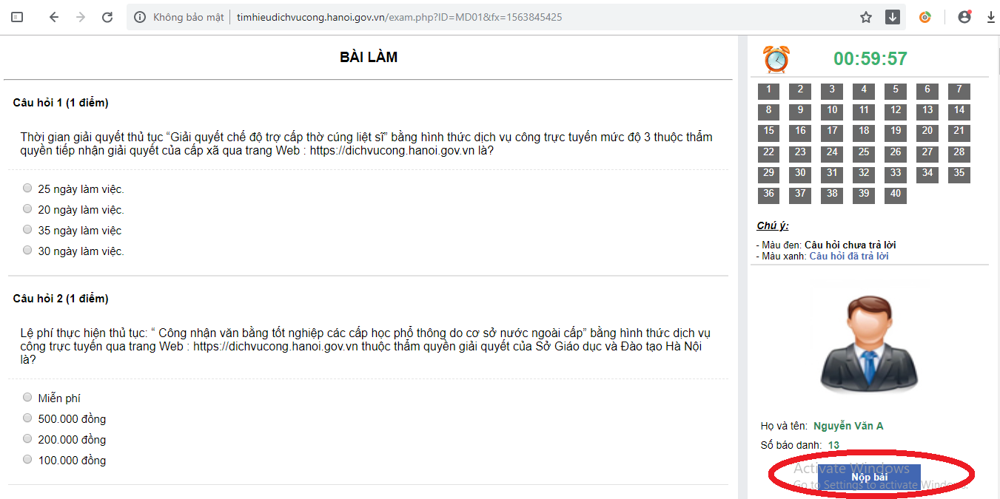 Không bảo mật | timhieudichvucong.hanoi.gov.vn/exam.php?ID=MD01&fx=1563845425
BÀI LÀM
Câu hỏi 1 (1 điểm)
Thời gian giải quyết thủ tục “Giải quyết chế độ trợ cấp thờ cúng liệt sĩ” bằng hình thức dịch vụ công trực tuyến mức độ 3 thuộc thẩm
quyền tiếp nhận giải quyết của cấp xã qua trang Web : https://dichvucong.hanoi.gov.vn là?
25 ngày làm việc.
20 ngày làm việc.
35 ngày làm việc
30 ngày làm việc.
Câu hỏi 2 (1 điểm)
Lệ phí thực hiện thủ tục: “ Công nhận văn bằng tốt nghiệp các cấp học phổ thông do cơ sở nước ngoài cấp” bằng hình thức dịch vụ
công trực tuyến qua trang Web : https://dichvucong.hanoi.gov.vn thuộc thẩm quyền giải quyết của Sở Giáo dục và Đào tạo Hà Nội
là?
Miễn phí
500.000 đồng
200.000 đồng
100.000 đồng
00:59:57
1 2 3 4 5 6 7
8 9 10 11 12 13 14
15 16 17 18 19 20 21
22 23 24 25 26 27 28
29 30 31 32 33 34 35
36 37 38 39 40
Chú ý:
- Màu đen: Câu hỏi chưa trả lời
- Màu xanh: Câu hỏi đã trả lời
Họ và tên: Nguyễn Văn A
Số báo danh: 13
Activate Windows
Nộp bài
Go to Settings to activate Windows.